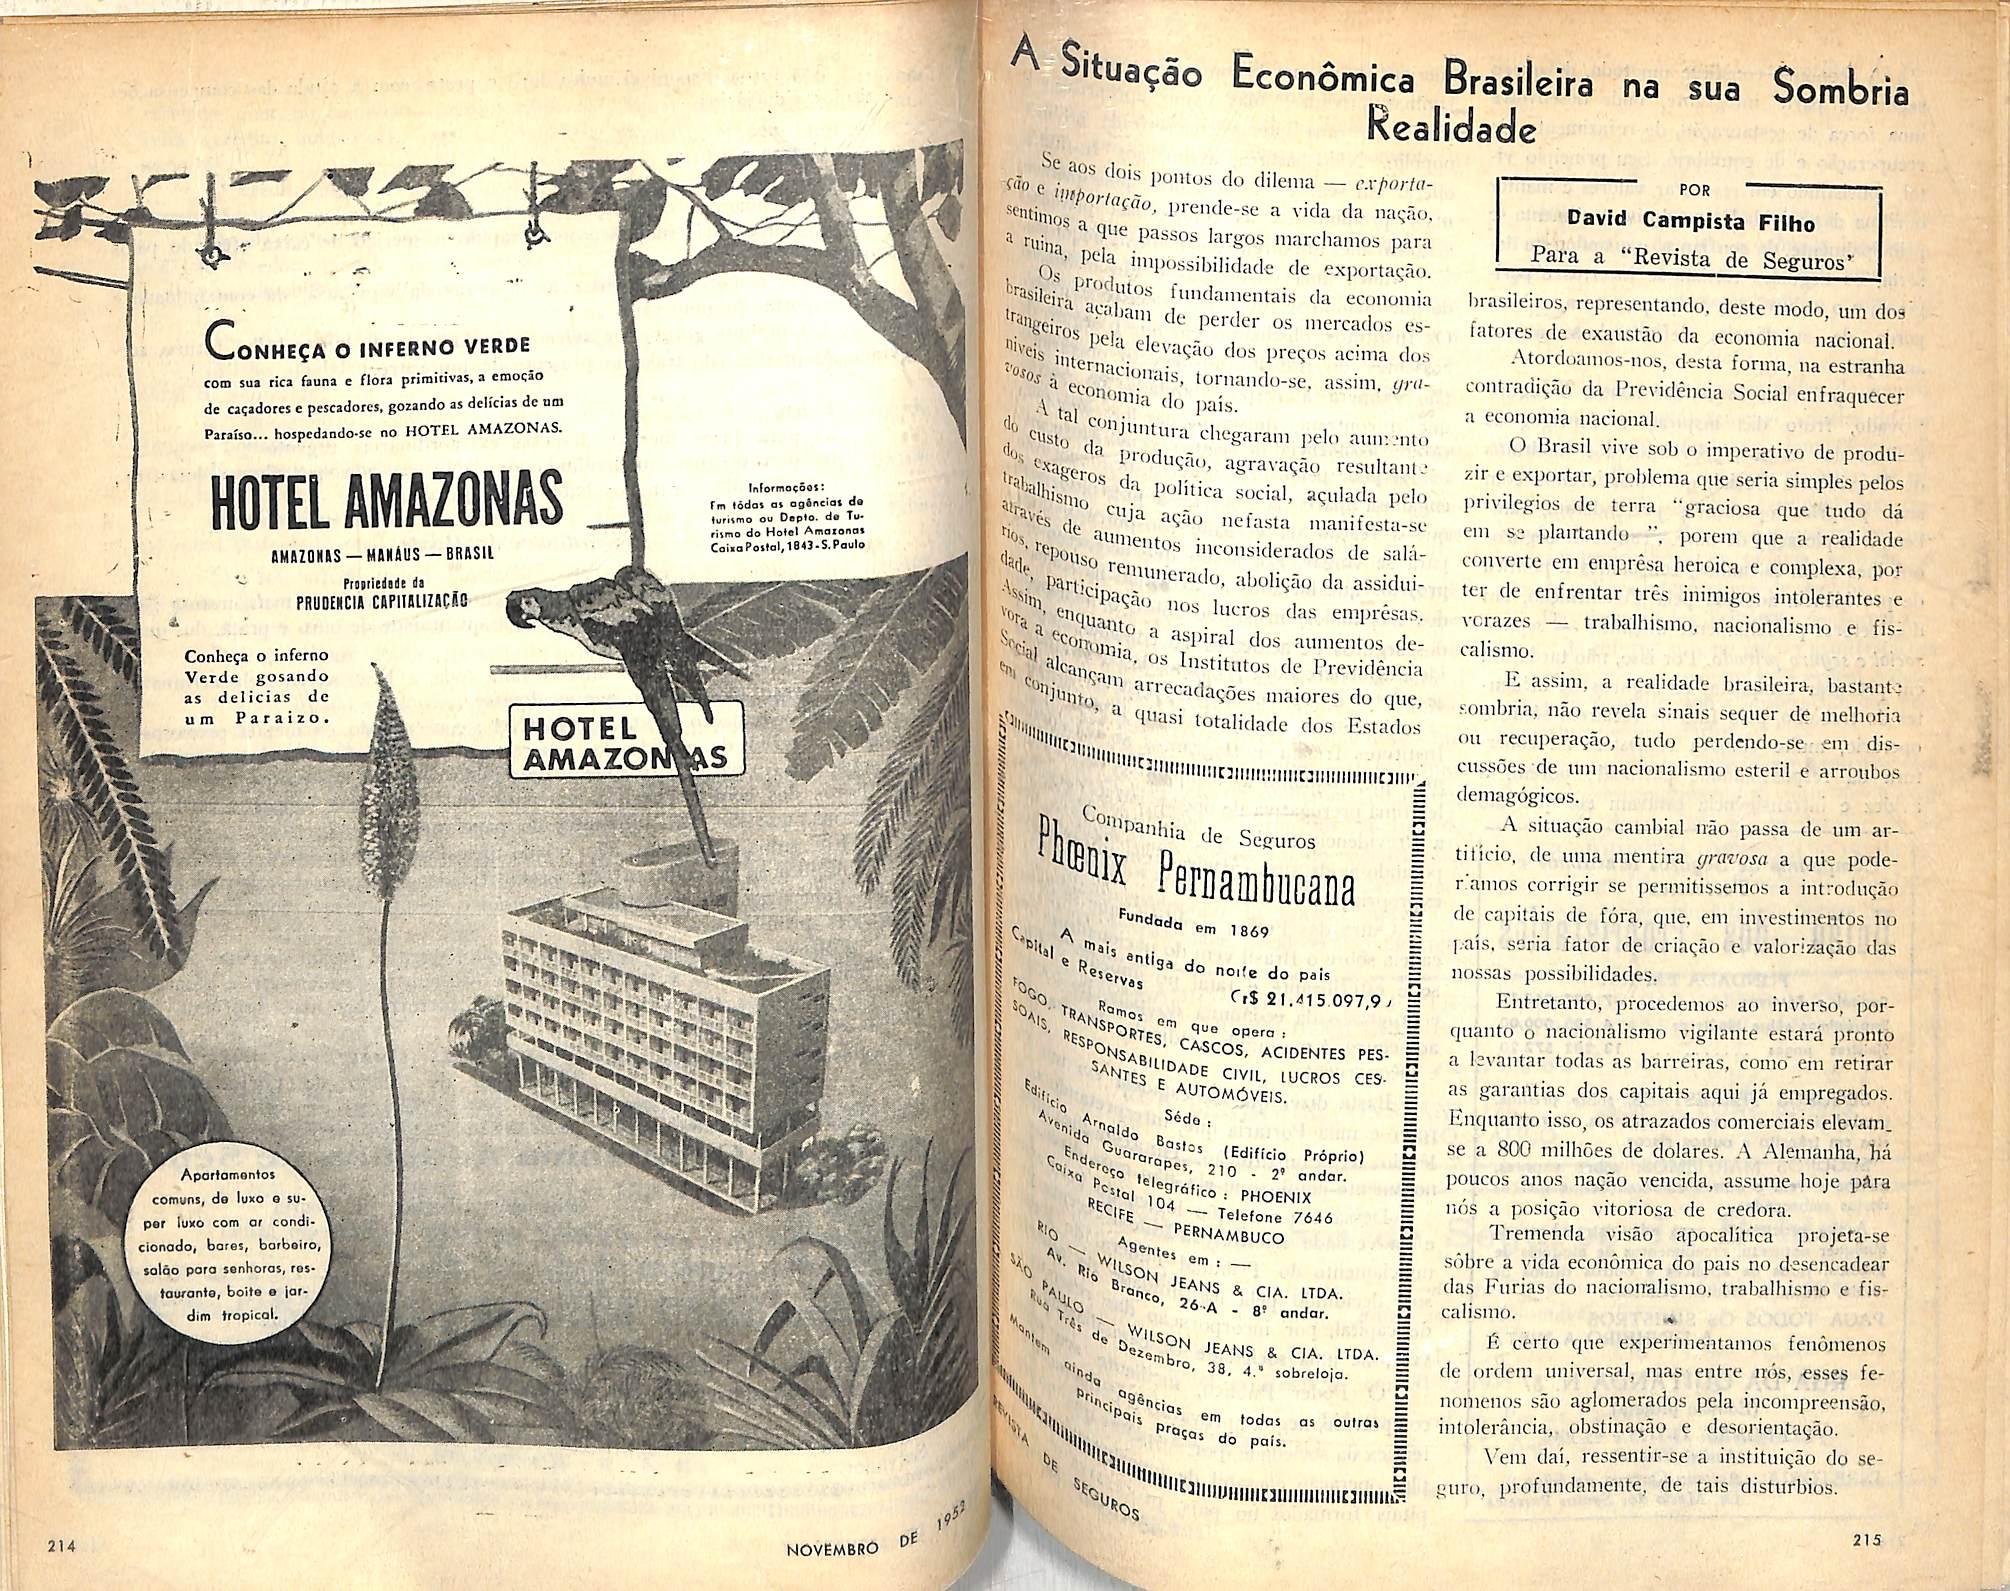 CONHEÇA O INFERNO VERDE
com sua rica fauna e flora primitivas, a emoção
de caçadores e pescadores, gozando as delícias de um
Paraíso... hospedando-se no HOTEL AMAZONAS.
HOTEL AMAZONAS
AMAZONAS — MANÁUS — BRASIL
Propriedade da
PRUDENCIA CAPITALIZAÇÃO
Informações:
Em tôdas as agências de
turismo ou Depto. de Tu-
rismo do Hotel Amazonas
Caixa Postal, 1843-S. Paulo
Conheça o inferno
Verde gosando
as delicias de
um Paraizo.
HOTEL
AMAZONAS
Apartamentos
comuns, de luxo e su-
per luxo com ar condi-
cionado, bares, barbeiro,
salão para senhoras, res-
taurante, boite e jar-
dim tropical.
214
NOVEMBRO DE 1952
A Situação Econômica Brasileira na sua Sombria
Realidade
POR
David Campista Filho
Para a "Revista de Seguros"
Se aos dois pontos do dilema — exporta-
ção e importação, prende-se a vida da nação,
sentimos a que passos largos marchamos para
a ruina, pela impossibilidade de exportação.
Os produtos fundamentais da economia
brasileira acabam de perder os mercados es-
trangeiros pela elevação dos preços acima dos
niveis internacionais, tornando-se, assim, gra-
vosos à economia do país.
A tal conjuntura chegaram pelo aumento
do custo da produção, agravação resultante
dos exageros da política social, açulada pelo
trabalhismo cuja ação nefasta manifesta-se
através de aumentos inconsiderados de salá-
rios, repouso remunerado, abolição da assidui-
dade, participação nos lucros das emprêsas.
Assim, enquanto a aspiral dos aumentos de-
vora a economia, os Institutos de Previdência
Social alcançam arrecadações maiores do que,
em conjunto, a quasi totalidade dos Estados
Companhia de Seguros
Phœnix Pernambucana
Fundada em 1869
A mais antiga do norte do pais
Capital e Reservas Cr$ 21.415.097,9
Ramos em que opera:
FOGO, TRANSPORTES, CASCOS, ACIDENTES PES-
SOAIS, RESPONSABILIDADE CIVIL, LUCROS CES-
SANTES E AUTOMÓVEIS.
Séde:
Edifício Arnaldo Bastos (Edifício Próprio)
Avenida Guararapes, 210 - 2º andar.
Endereço telegráfico: PHOENIX
Caixa Postal 104 — Telefone 7646
RECIFE — PERNAMBUCO
Agentes em: —
RIO — WILSON JEANS & CIA. LTDA.
Av. Rio Branco, 26-A - 8º andar.
SÃO PAULO — WILSON JEANS & CIA. LTDA.
Rua Três de Dezembro, 38, 4.º sobreloja.
Mantem ainda agências em todas as outras
principais praças do país.
REVISTA DE SEGUROS
brasileiros, representando, deste modo, um dos
fatores de exaustão da economia nacional.
Atordoamos-nos, desta forma, na estranha
contradição da Previdência Social enfraquecer
a economia nacional.
O Brasil vive sob o imperativo de produ-
zir e exportar, problema que seria simples pelos
privilegios de terra "graciosa que tudo dá
em se plantando —", porem que a realidade
converte em emprêsa heroica e complexa, por
ter de enfrentar três inimigos intolerantes e
vorazes — trabalhismo, nacionalismo e fis-
calismo.
E assim, a realidade brasileira, bastante
sombria, não revela sinais sequer de melhoria
ou recuperação, tudo perdendo-se em dis-
cussões de um nacionalismo esteril e arroubos
demagógicos.
A situação cambial não passa de um ar-
tifício, de uma mentira gravosa a que pode-
ríamos corrigir se permitissemos a introdução
de capitais de fóra, que, em investimentos no
país, seria fator de criação e valorização das
nossas possibilidades.
Entretanto, procedemos ao inverso, por-
quanto o nacionalismo vigilante estará pronto
a levantar todas as barreiras, como em retirar
as garantias dos capitais aqui já empregados.
Enquanto isso, os atrazados comerciais elevam_
se a 800 milhões de dolares. A Alemanha, há
poucos anos nação vencida, assume hoje pàra
nós a posição vitoriosa de credora.
Tremenda visão apocalítica projeta-se
sôbre a vida econômica do pais no desencadear
das Furias do nacionalismo, trabalhismo e fis-
calismo.
É certo que experimentamos fenômenos
de ordem universal, mas entre nós, esses fe-
nomenos são aglomerados pela incompreensão,
intolerância, obstinação e desorientação.
Vem daí, ressentir-se a instituição do se-
guro, profundamente, de tais disturbios.
215